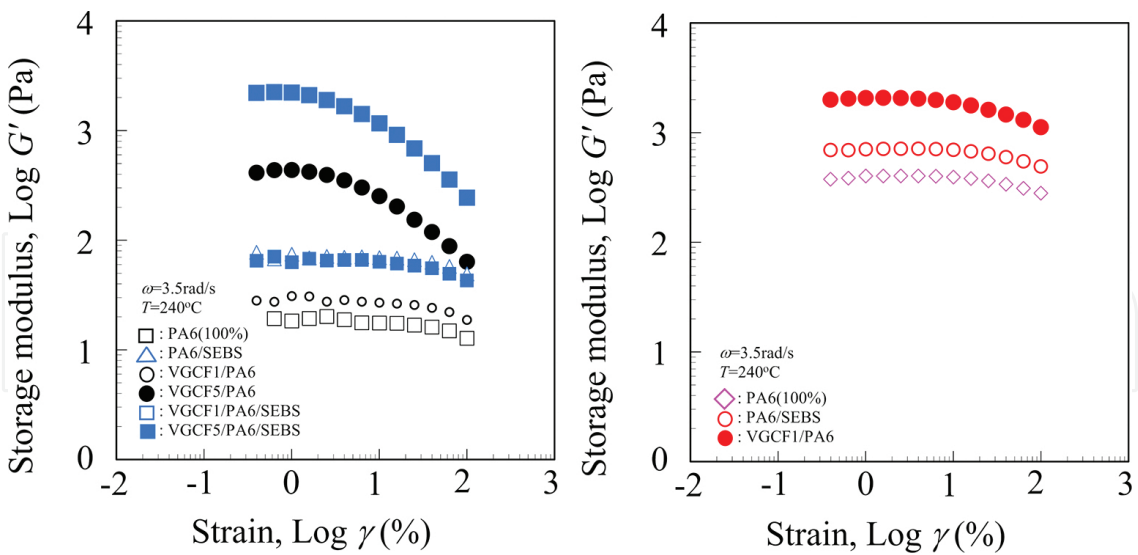 Storage modulus, Log G′ (Pa)
4
3
2
1
0
-2
-1
0
1
2
3
Strain, Log γ (%)
ω=3.5rad/s
T=240°C
: PA6(100%)
: PA6/SEBS
: VGCF1/PA6
: VGCF5/PA6
: VGCF1/PA6/SEBS
: VGCF5/PA6/SEBS
Storage modulus, Log G′ (Pa)
4
3
2
1
0
-2
-1
0
1
2
3
Strain, Log γ (%)
ω=3.5rad/s
T=240°C
: PA6(100%)
: PA6/SEBS
: VGCF1/PA6